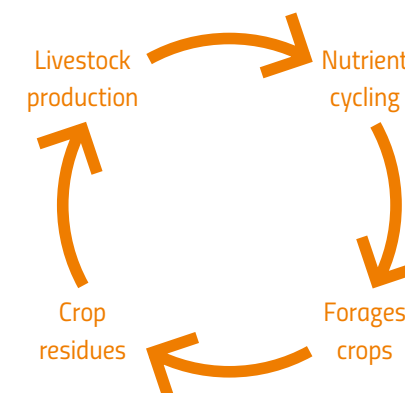 Livestock
production
Nutrient
cycling
Forages
crops
Crop
residues